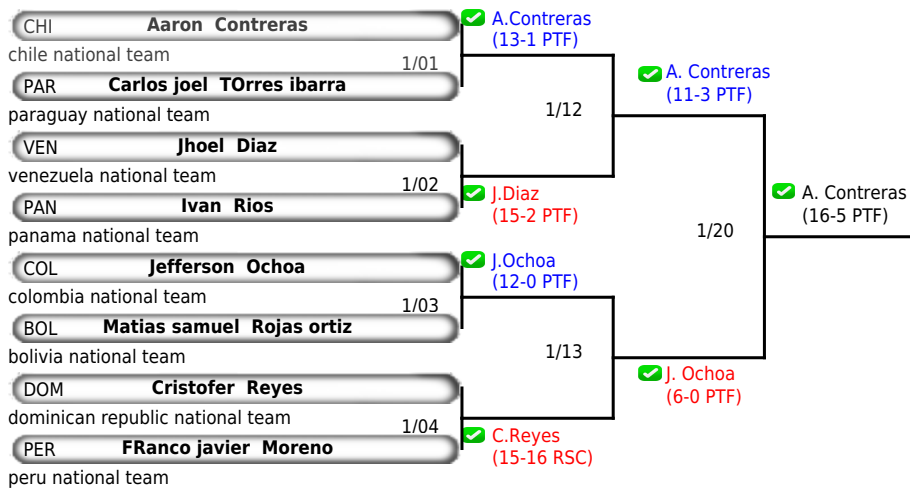 CHI Aaron Contreras
chile national team
1/01
PAR Carlos joel TOrres ibarra
paraguay national team
VEN Jhoel Diaz
venezuela national team
1/02
PAN Ivan Rios
panama national team
COL Jefferson Ochoa
colombia national team
1/03
BOL Matias samuel Rojas ortiz
bolivia national team
DOM Cristofer Reyes
dominican republic national team
1/04
PER FRanco javier Moreno
peru national team
A.Contreras
(13-1 PTF)
1/12
J.Diaz
(15-2 PTF)
J.Ochoa
(12-0 PTF)
1/13
C.Reyes
(15-16 RSC)
A. Contreras
(11-3 PTF)
1/20
J. Ochoa
(6-0 PTF)
A. Contreras
(16-5 PTF)